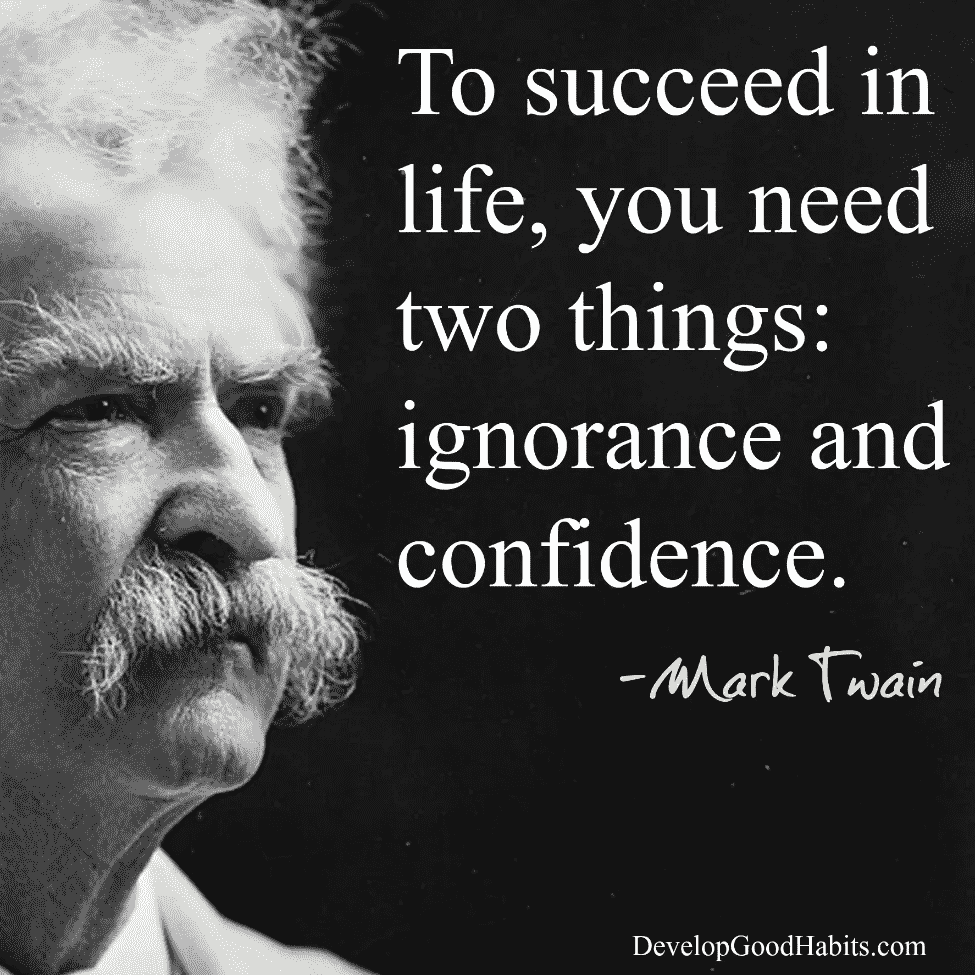 To succeed in
life, you need
two things:
ignorance and
confidence.
-Mark Twain
DevelopGoodHabits.com